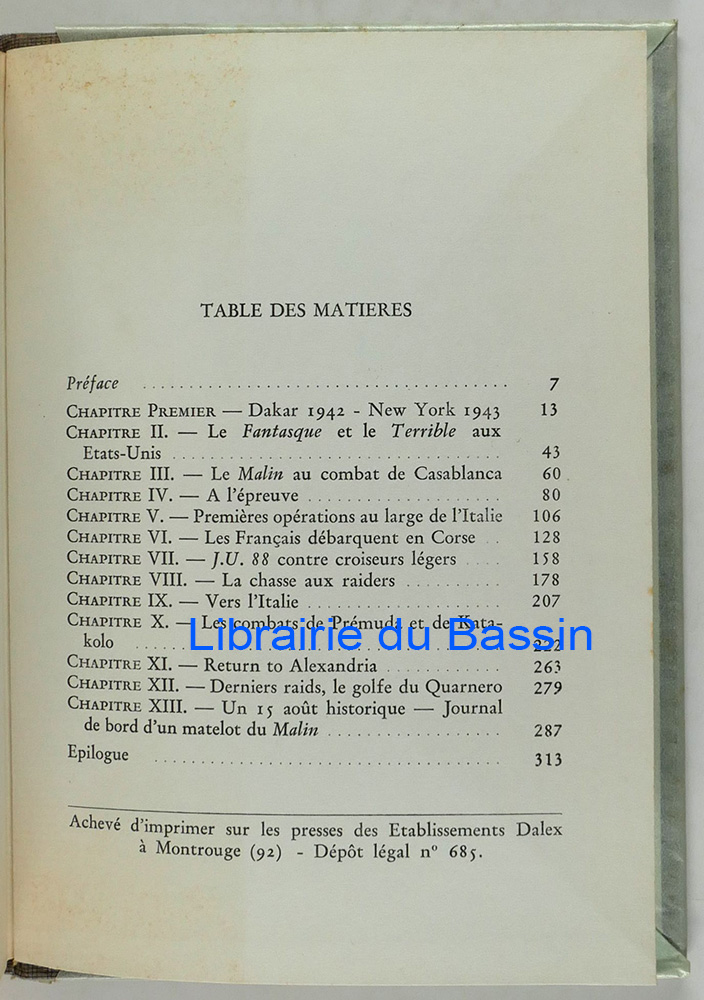 TABLE DES MATIERES
Préface ..................................... 7
CHAPITRE PREMIER — Dakar 1942 - New York 1943 13
CHAPITRE II. — Le Fantasque et le Terrible aux
Etats-Unis .................................. 43
CHAPITRE III. — Le Malin au combat de Casablanca 60
CHAPITRE IV. — A l'épreuve .................... 80
CHAPITRE V. — Premières opérations au large de l'Italie 106
CHAPITRE VI. — Les Français débarquent en Corse .. 128
CHAPITRE VII. — J.U. 88 contre croiseurs légers .... 158
CHAPITRE VIII. — La chasse aux raiders .......... 178
CHAPITRE IX. — Vers l'Italie .................... 207
CHAPITRE X. — Les combats de Prémuda et de Kata-
kolo
Librairie du Bassin
CHAPITRE XI. — Return to Alexandria ............ 263
CHAPITRE XII. — Derniers raids, le golfe du Quarnero 279
CHAPITRE XIII. — Un 15 août historique — Journal
de bord d'un matelot du Malin .................. 287
Epilogue .................................... 313
Achevé d'imprimer sur les presses des Etablissements Dalex
à Montrouge (92) - Dépôt légal n° 685.